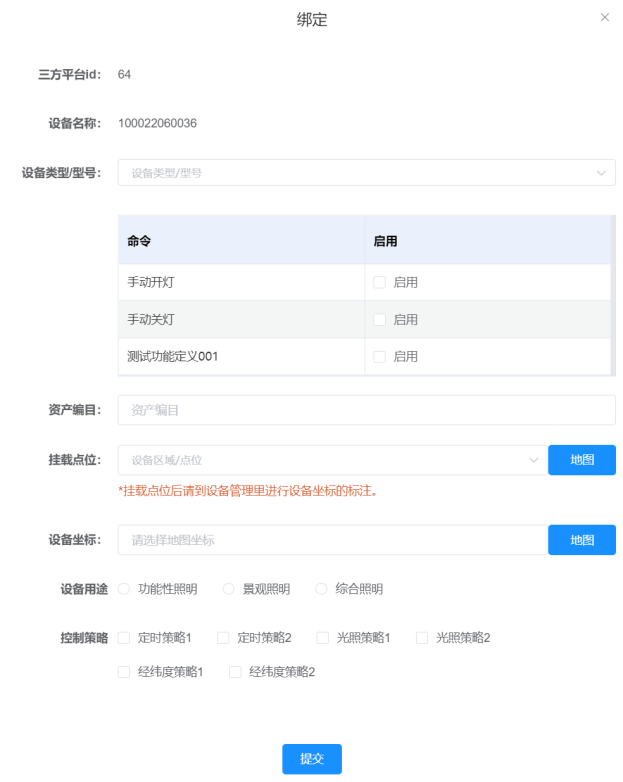 绑定
三方平台id： 64
设备名称： 100022060036
设备类型/型号： 设备类型/型号
命令 启用
手动开灯 启用
手动关灯 启用
测试功能定义001 启用
资产编目： 资产编目
挂载点位： 设备区域/点位 地图
*挂载点位后请到设备管理里进行设备坐标的标注。
设备坐标： 请选择地图坐标 地图
设备用途 功能性照明 景观照明 综合照明
控制策略 定时策略1 定时策略2 光照策略1 光照策略2
经纬度策略1 经纬度策略2
提交